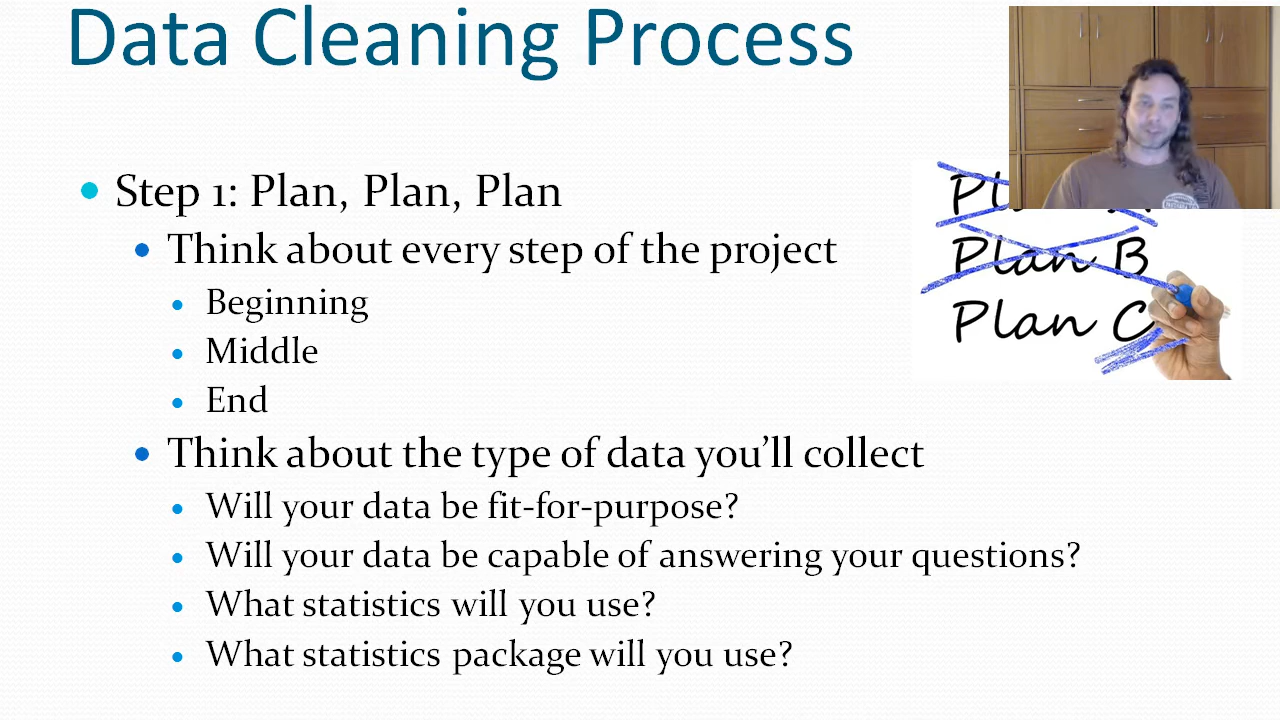 Data Cleaning Process
Step 1: Plan, Plan, Plan
Think about every step of the project
Beginning
Middle
End
Think about the type of data you'll collect
Will your data be fit-for-purpose?
Will your data be capable of answering your questions?
What statistics will you use?
What statistics package will you use?
Plan B
Plan C